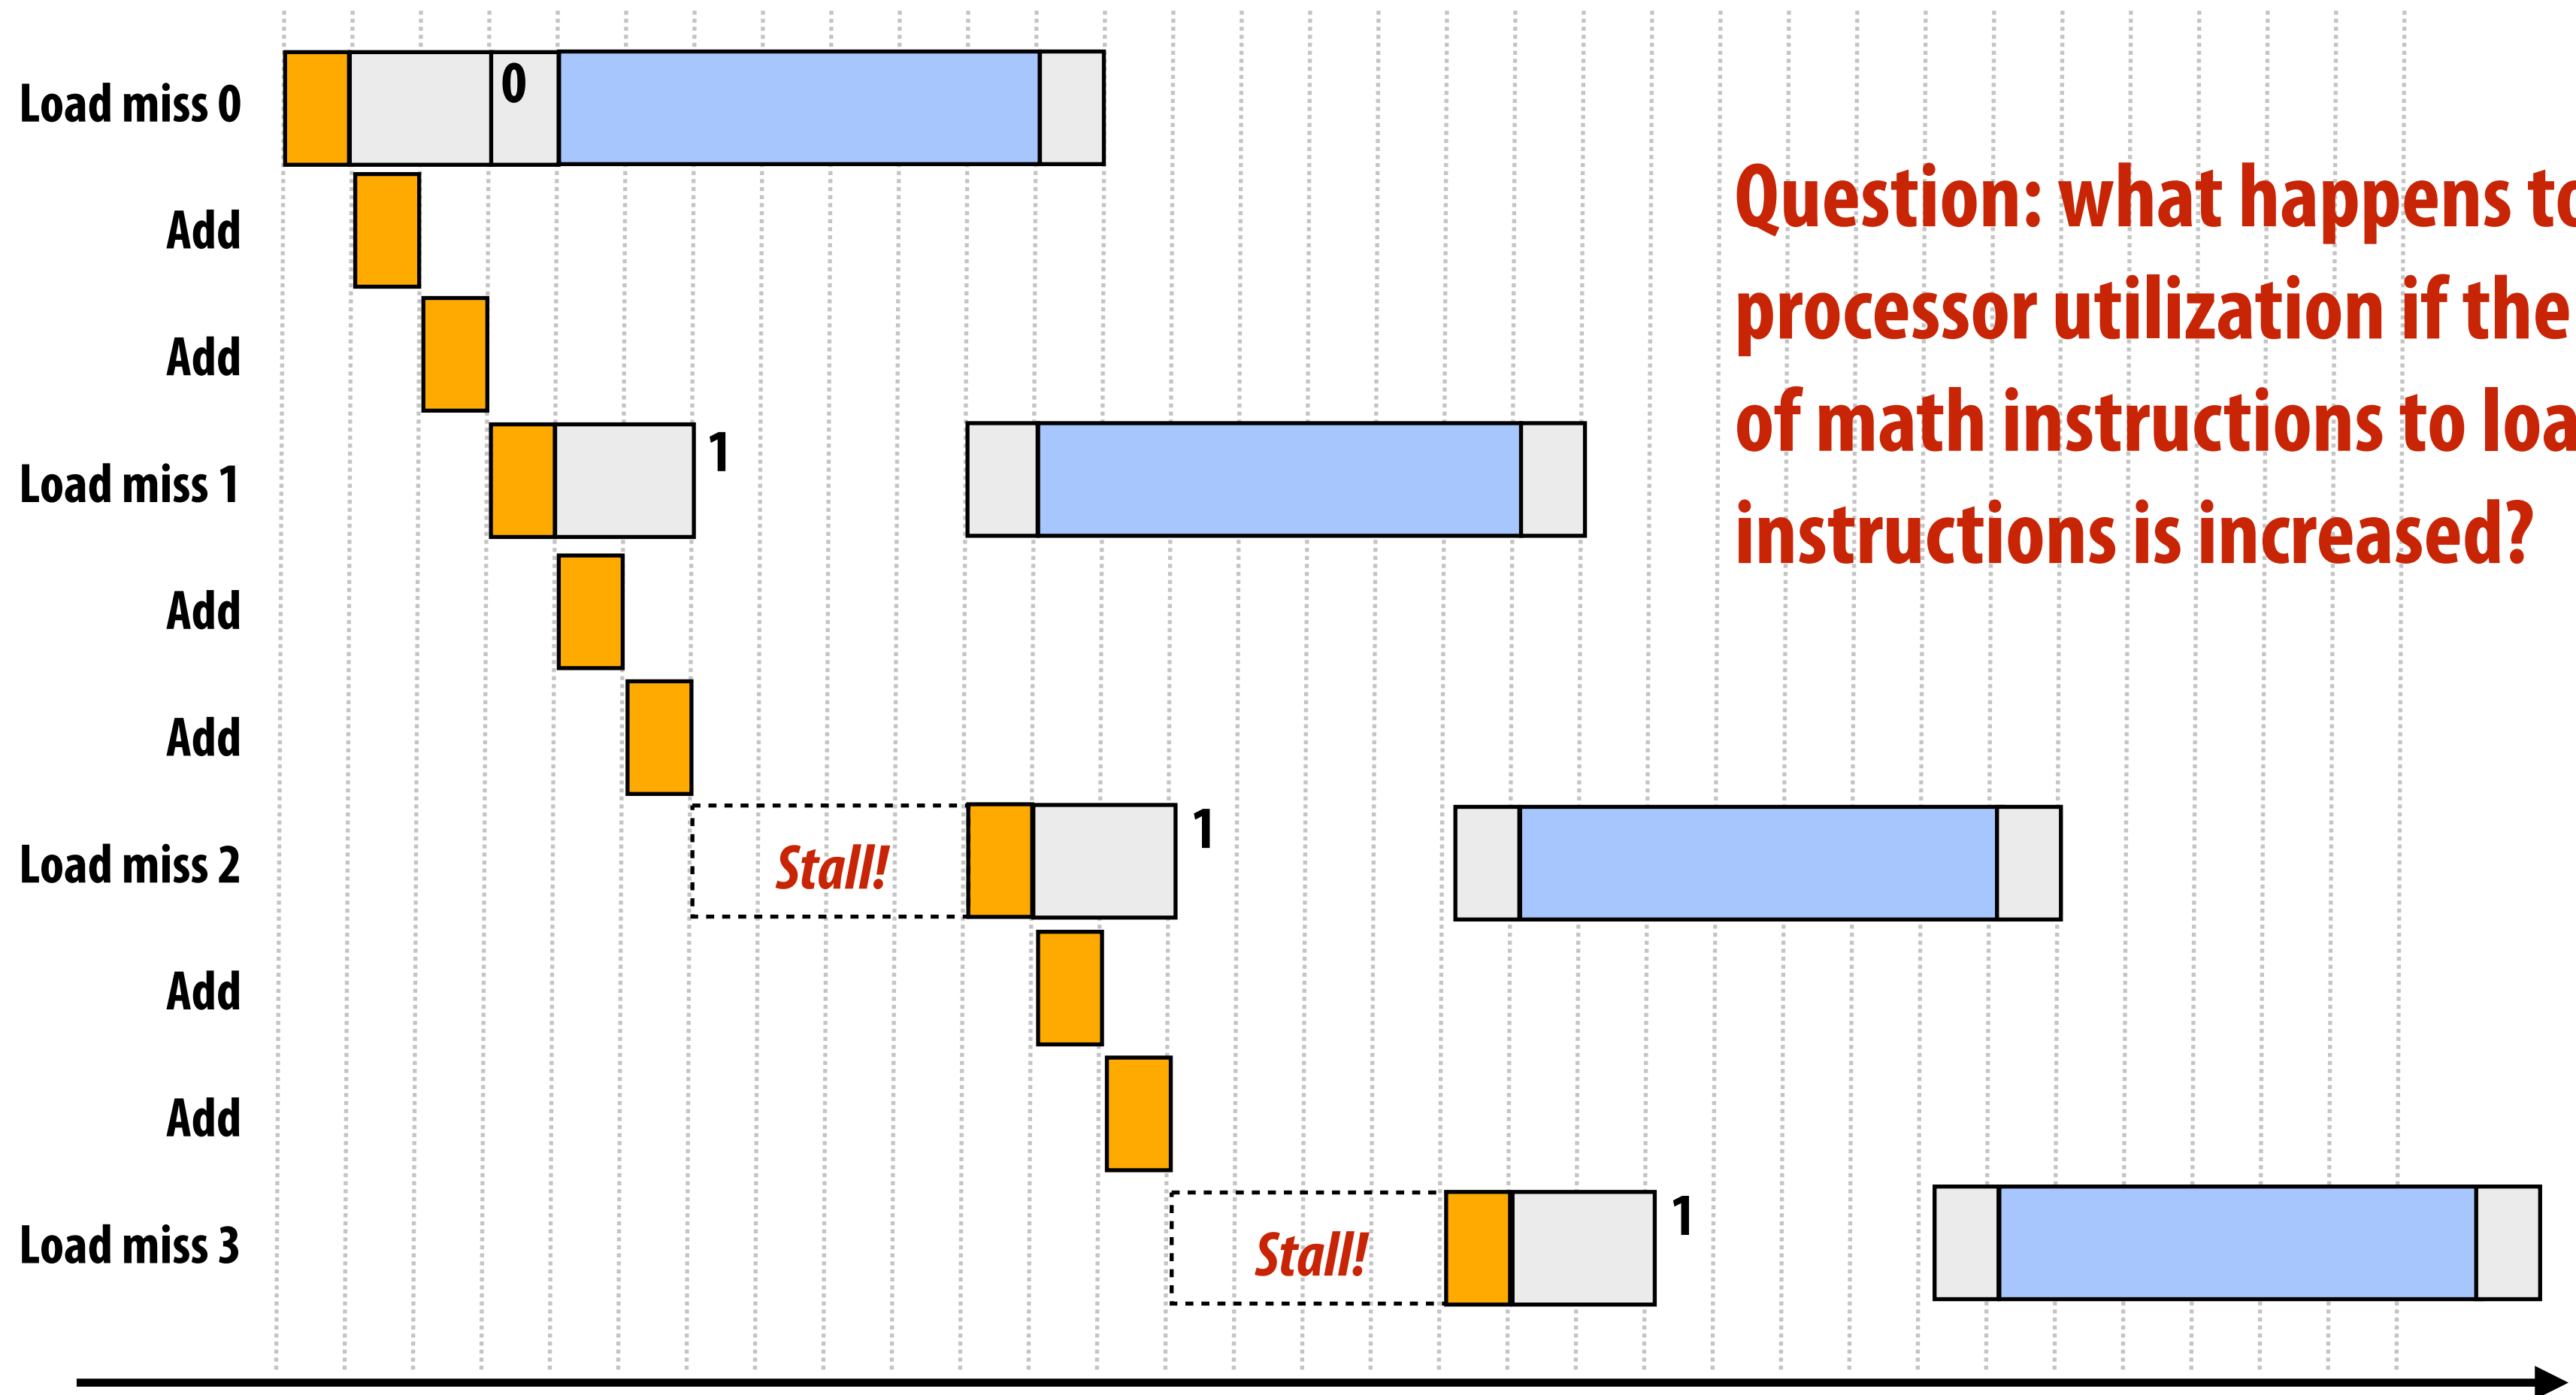 Load miss 0
0
Add
Add
Load miss 1
1
Add
Add
Load miss 2
Stall!
1
Add
Add
Load miss 3
Stall!
1
Question: what happens
processor utilization if the
of math instructions to
instructions is increased?